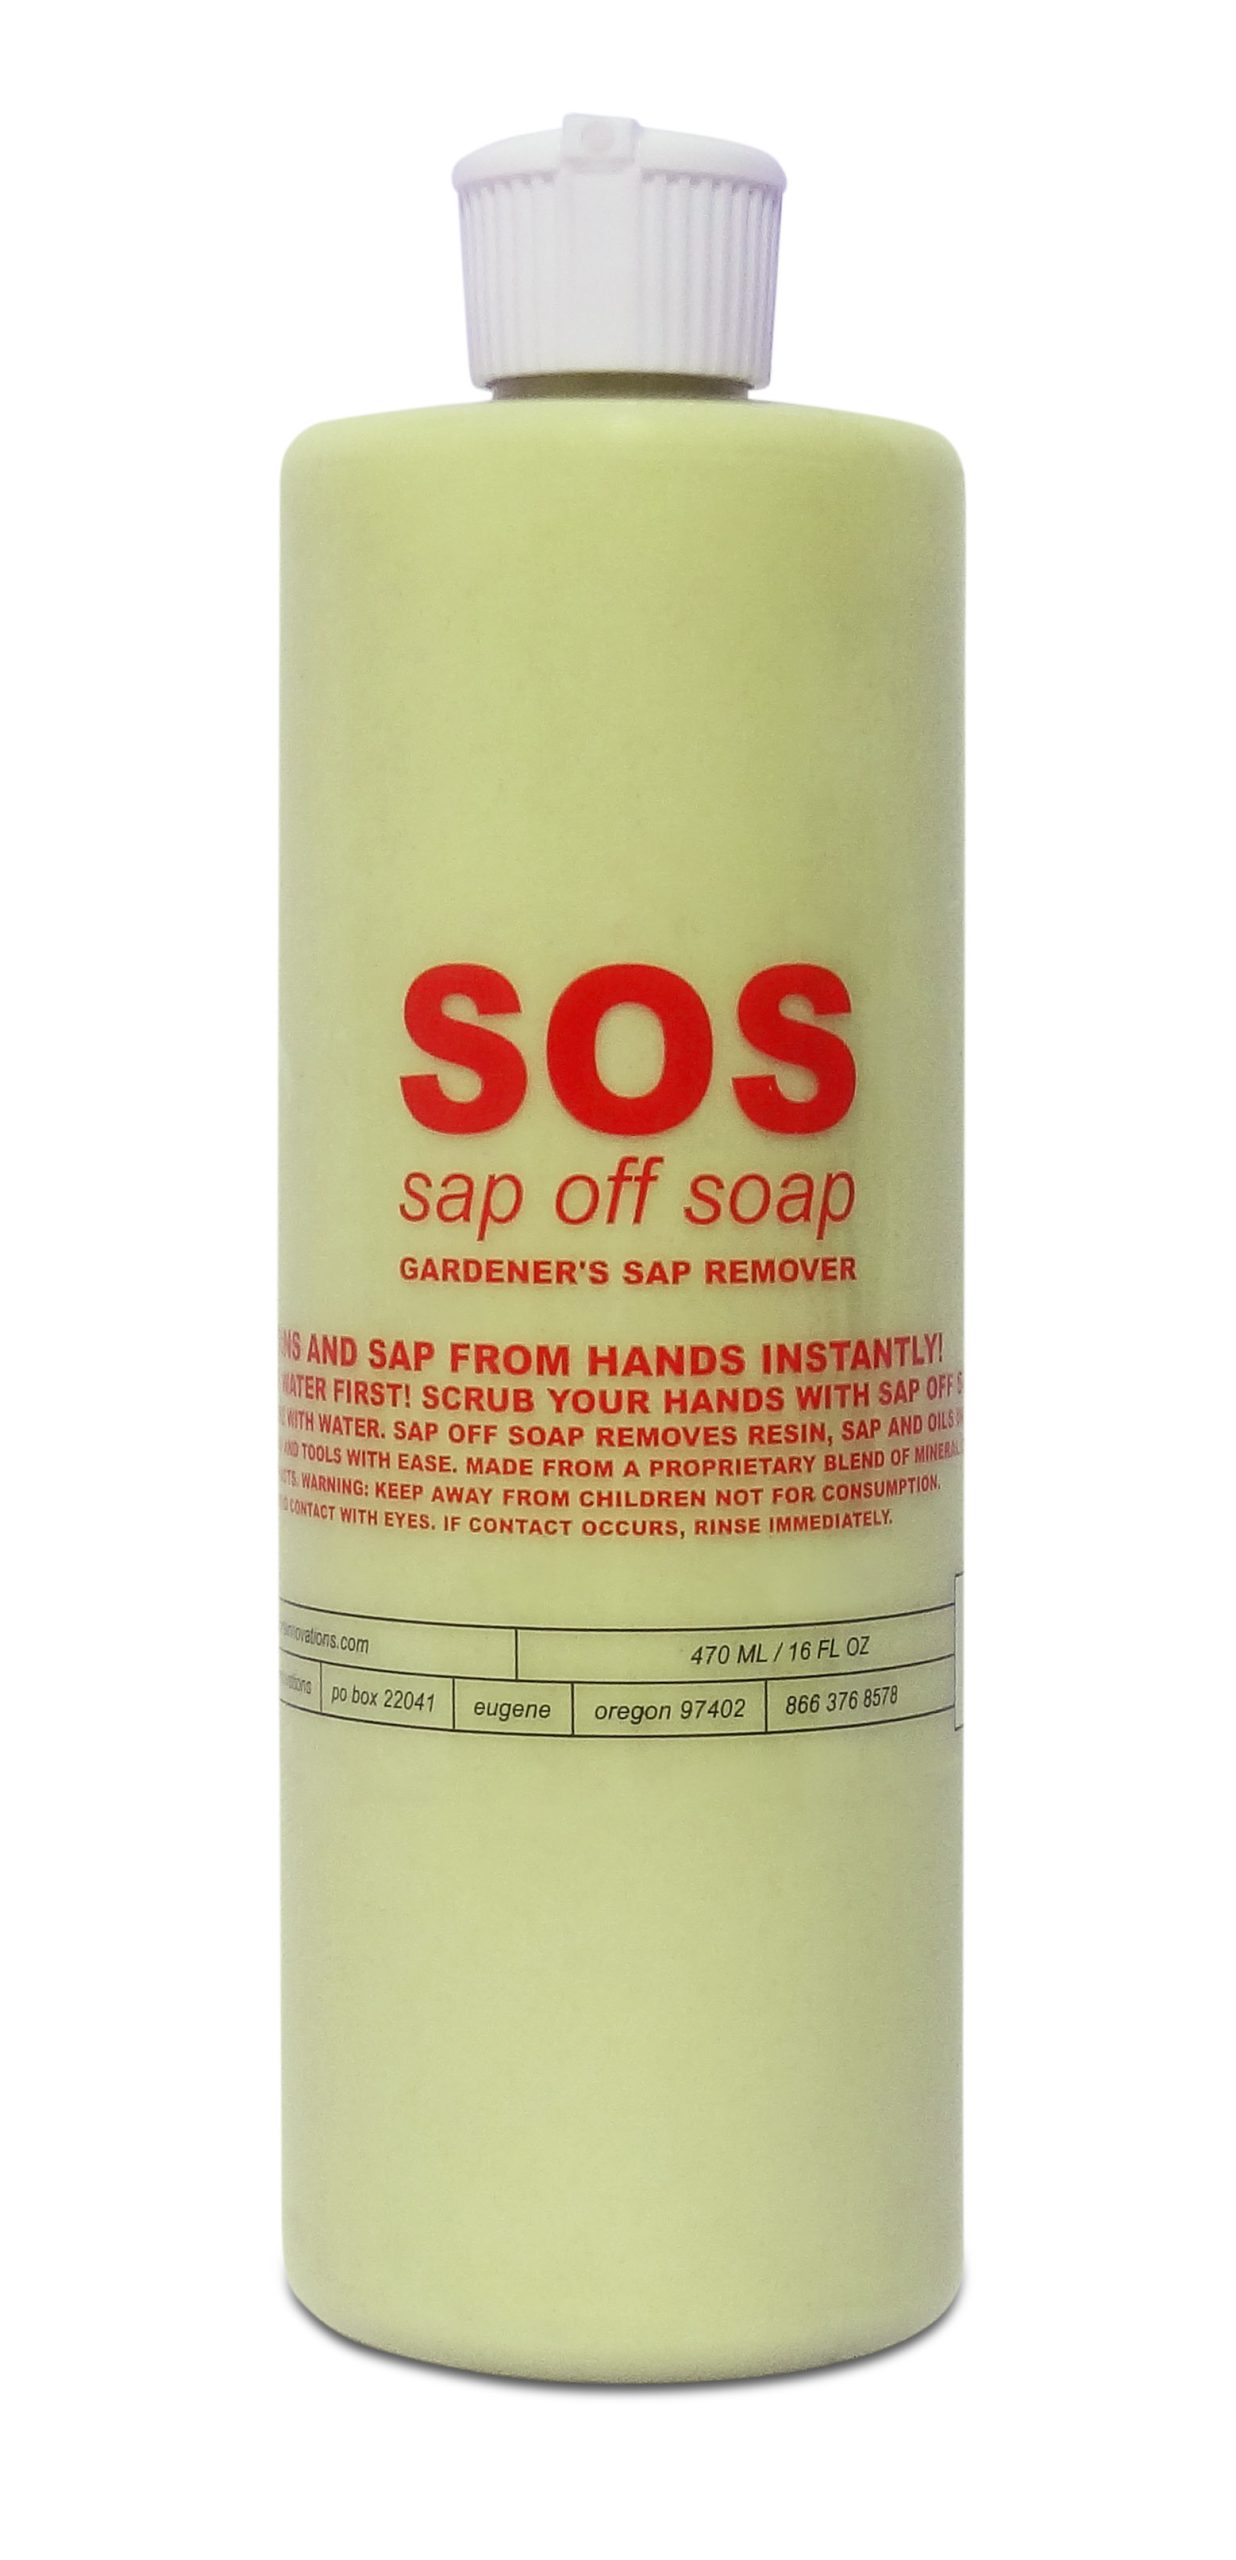 SOS
sap off soap
GARDENER'S SAP REMOVER
AND SAP FROM HANDS INSTANTLY!
WATER FIRST! SCRUB YOUR HANDS WITH SAP OFF
WITH WATER. SAP OFF SOAP REMOVES RESIN, SAP AND OILS
AND TOOLS WITH EASE. MADE FROM A PROPRIETARY BLEND OF
WARNING: KEEP AWAY FROM CHILDREN NOT FOR CONSUMPTION.
CONTACT WITH EYES. IF CONTACT OCCURS, RINSE IMMEDIATELY.
470 ML / 16 FL OZ
po box 22041 eugene oregon 97402 866 376 8578